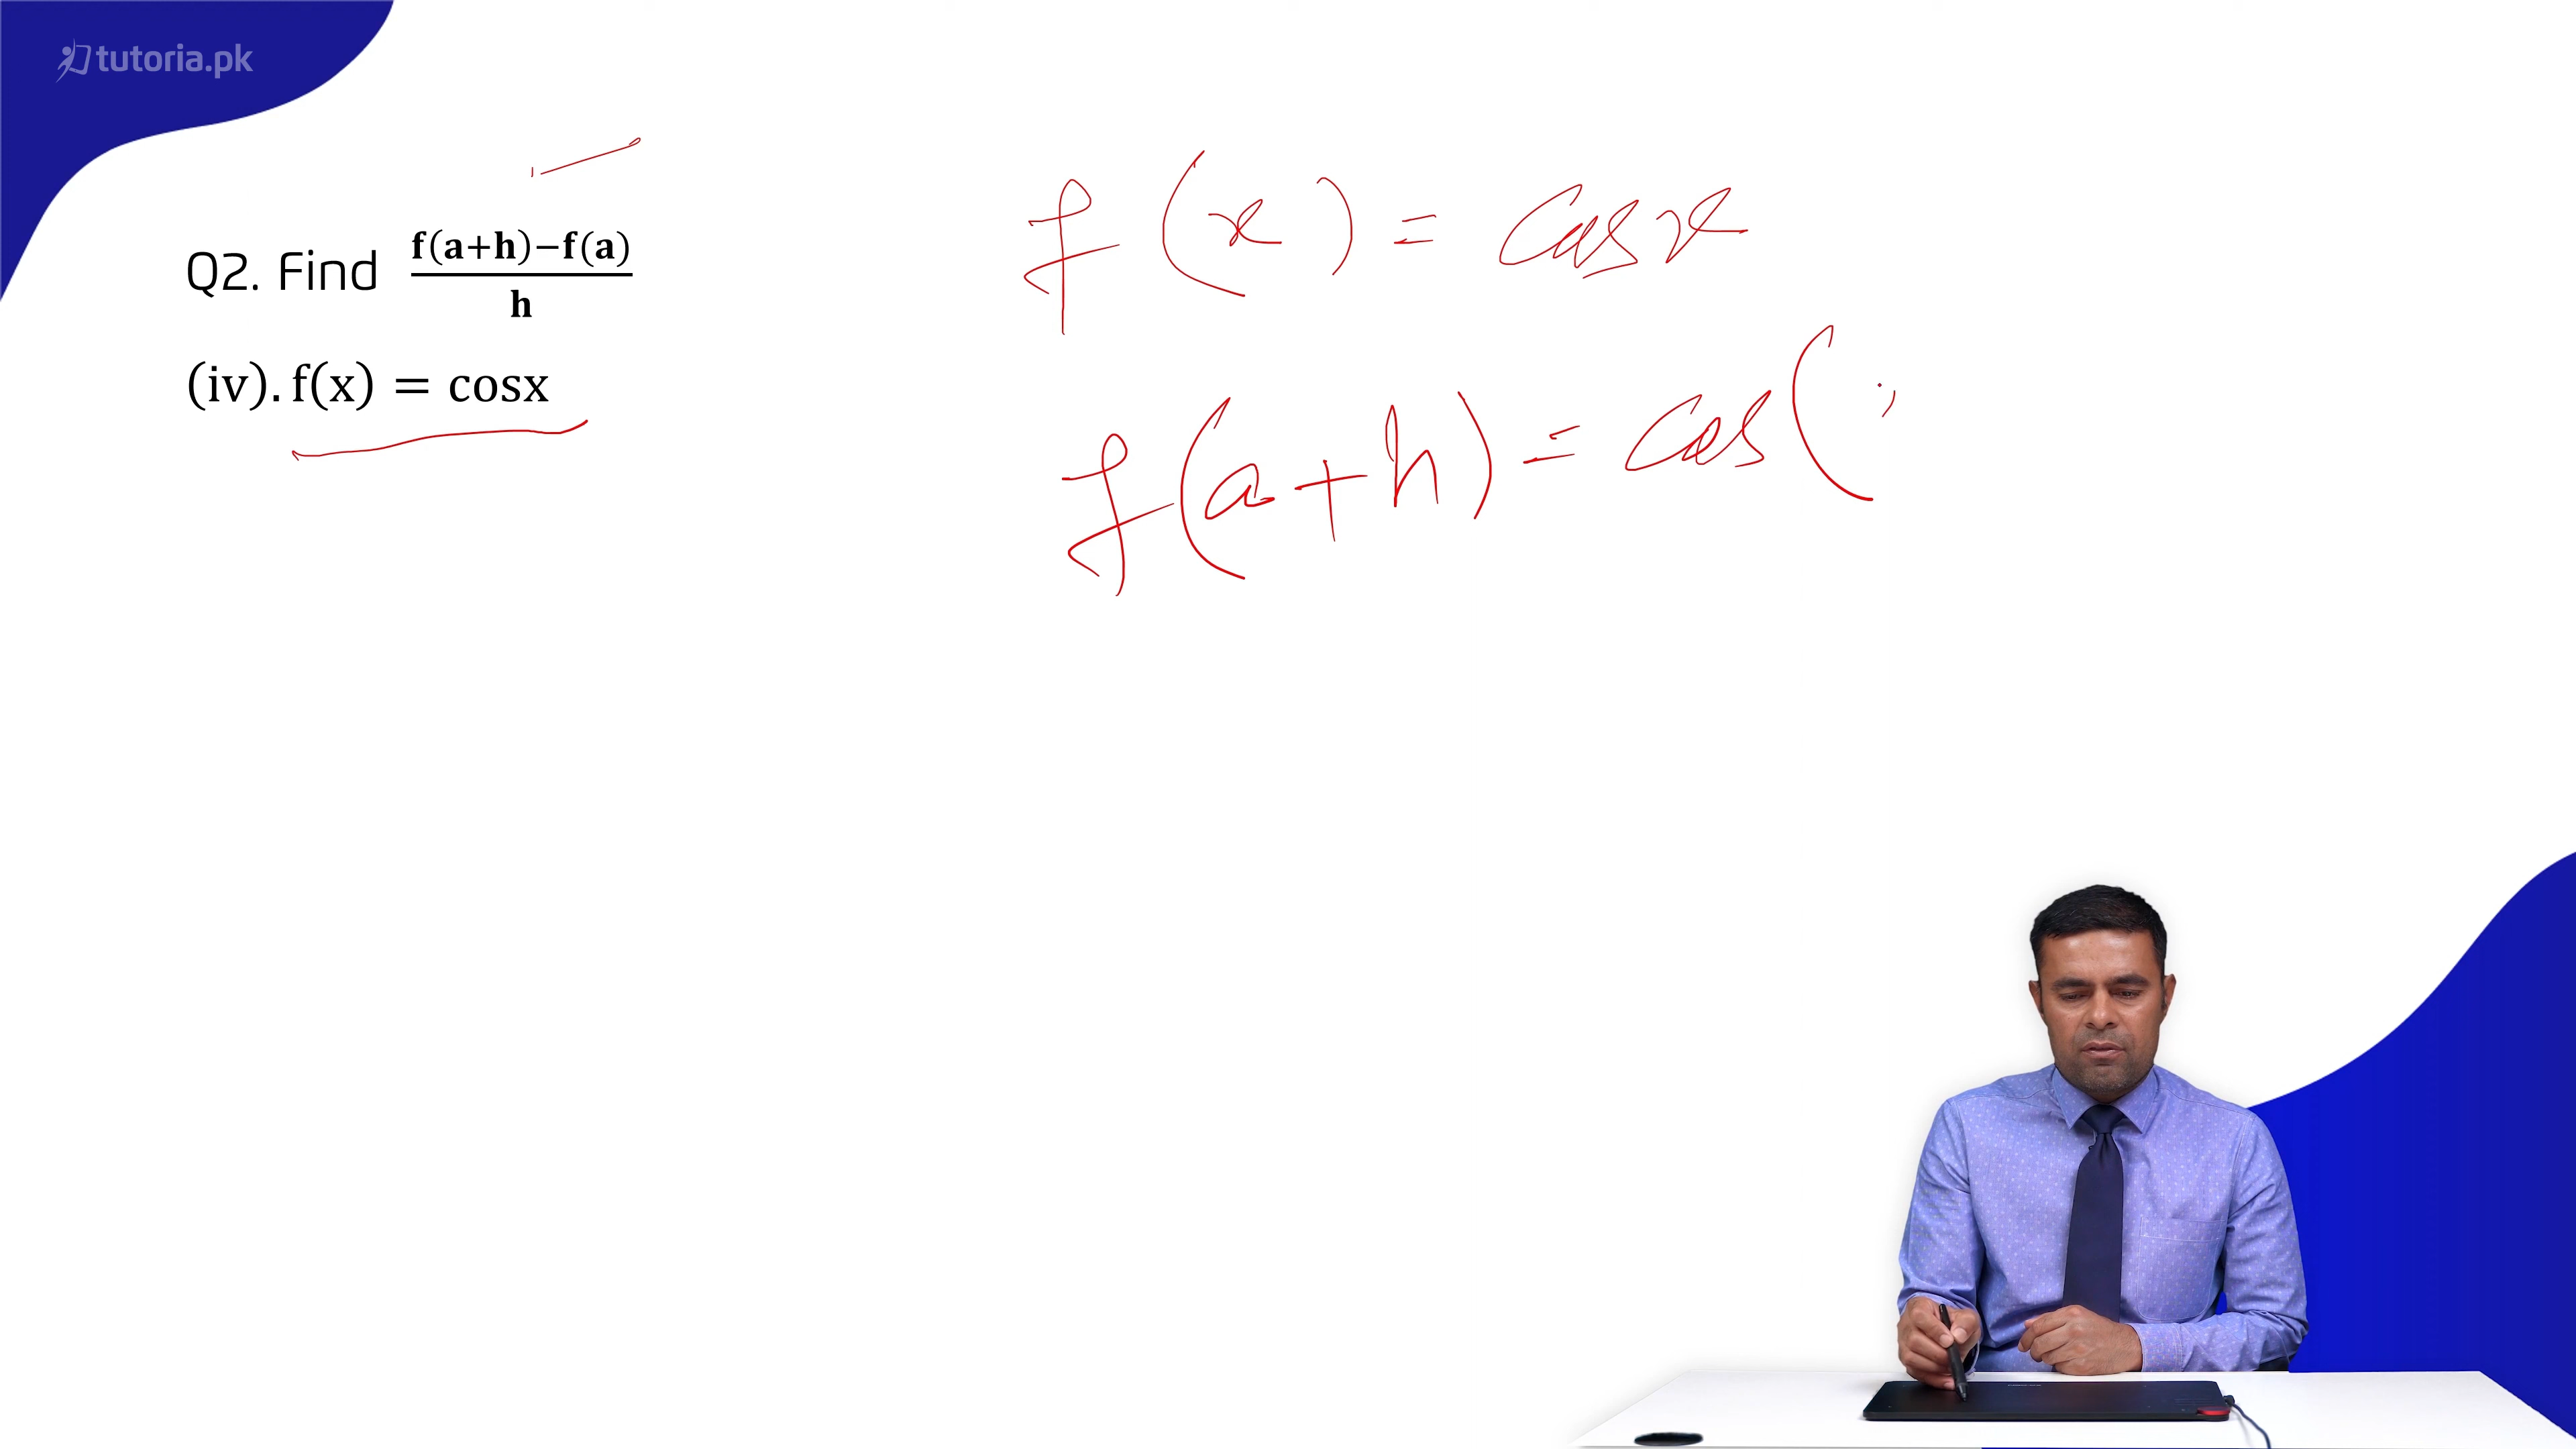 tutoria.pk
Q2. Find f(a+h)−f(a)
h
(iv). f(x) = cosx
f(x) = cosx
f(a+h) = cos(